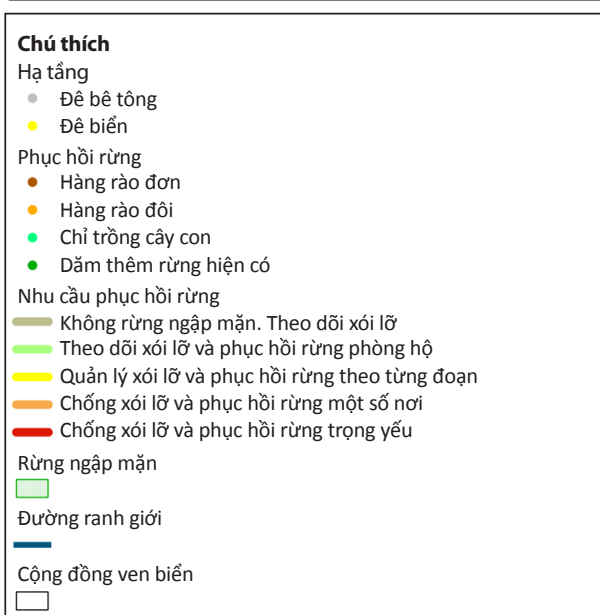 Chú thích
Hạ tầng
Đê bê tông
Đê biển
Phục hồi rừng
Hàng rào đơn
Hàng rào đôi
Chỉ trồng cây con
Dăm thêm rừng hiện có
Nhu cầu phục hồi rừng
Không rừng ngập mặn. Theo dõi xói lỡ
Theo dõi xói lỡ và phục hồi rừng phòng hộ
Quản lý xói lỡ và phục hồi rừng theo từng đoạn
Chống xói lỡ và phục hồi rừng một số nơi
Chống xói lỡ và phục hồi rừng trọng yếu
Rừng ngập mặn
Đường ranh giới
Cộng đồng ven biển